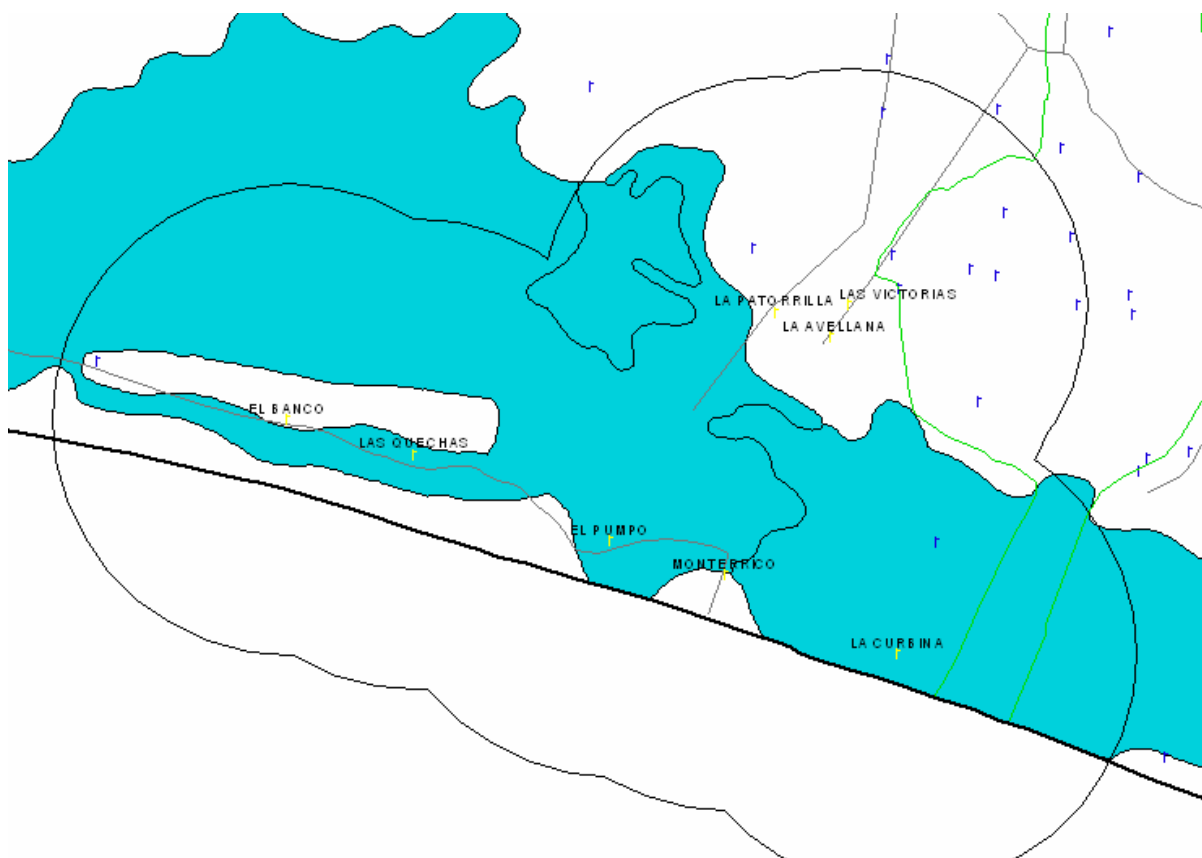 LA PATORRILLA
LAS VICTORIAS
LA AVELLANA
EL BANCO
LAS QUECHAS
EL PUMPO
MONTERRICO
LA CURBINA